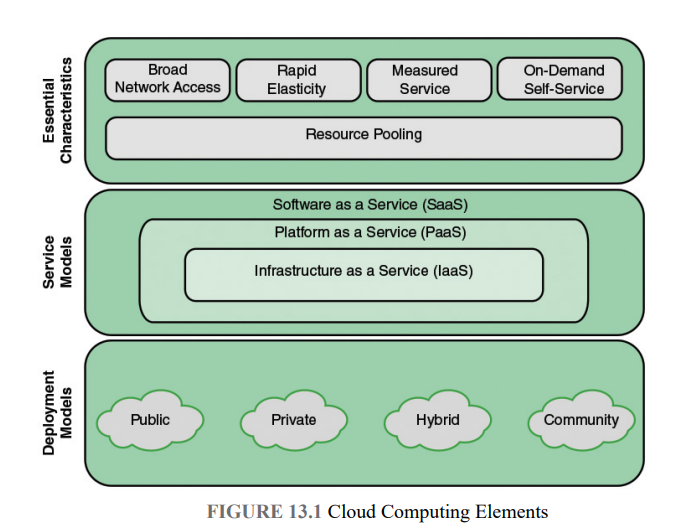 Essential
Characteristics
Broad
Network Access
Rapid
Elasticity
Measured
Service
On-Demand
Self-Service
Resource Pooling
Service
Models
Software as a Service (SaaS)
Platform as a Service (PaaS)
Infrastructure as a Service (IaaS)
Deployment
Models
Public
Private
Hybrid
Community
FIGURE 13.1 Cloud Computing Elements